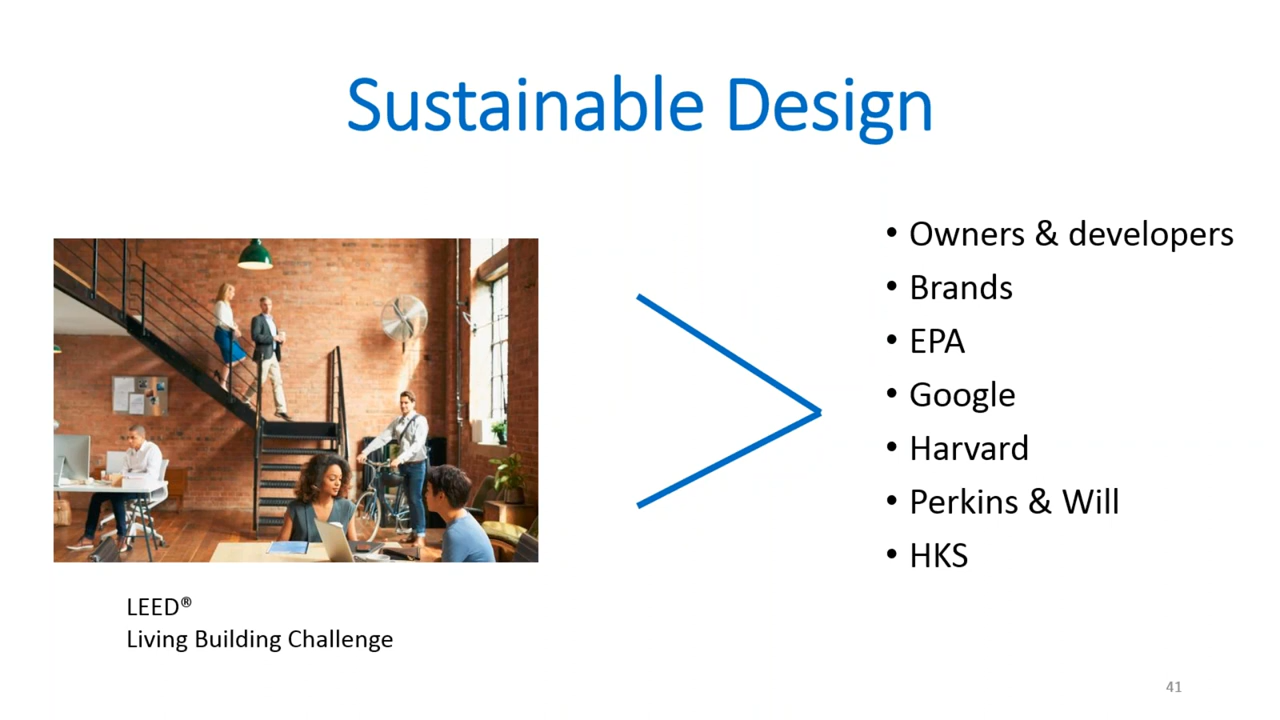 Sustainable Design
• Owners & developers
• Brands
• EPA
• Google
• Harvard
• Perkins & Will
• HKS
LEED®
Living Building Challenge
41